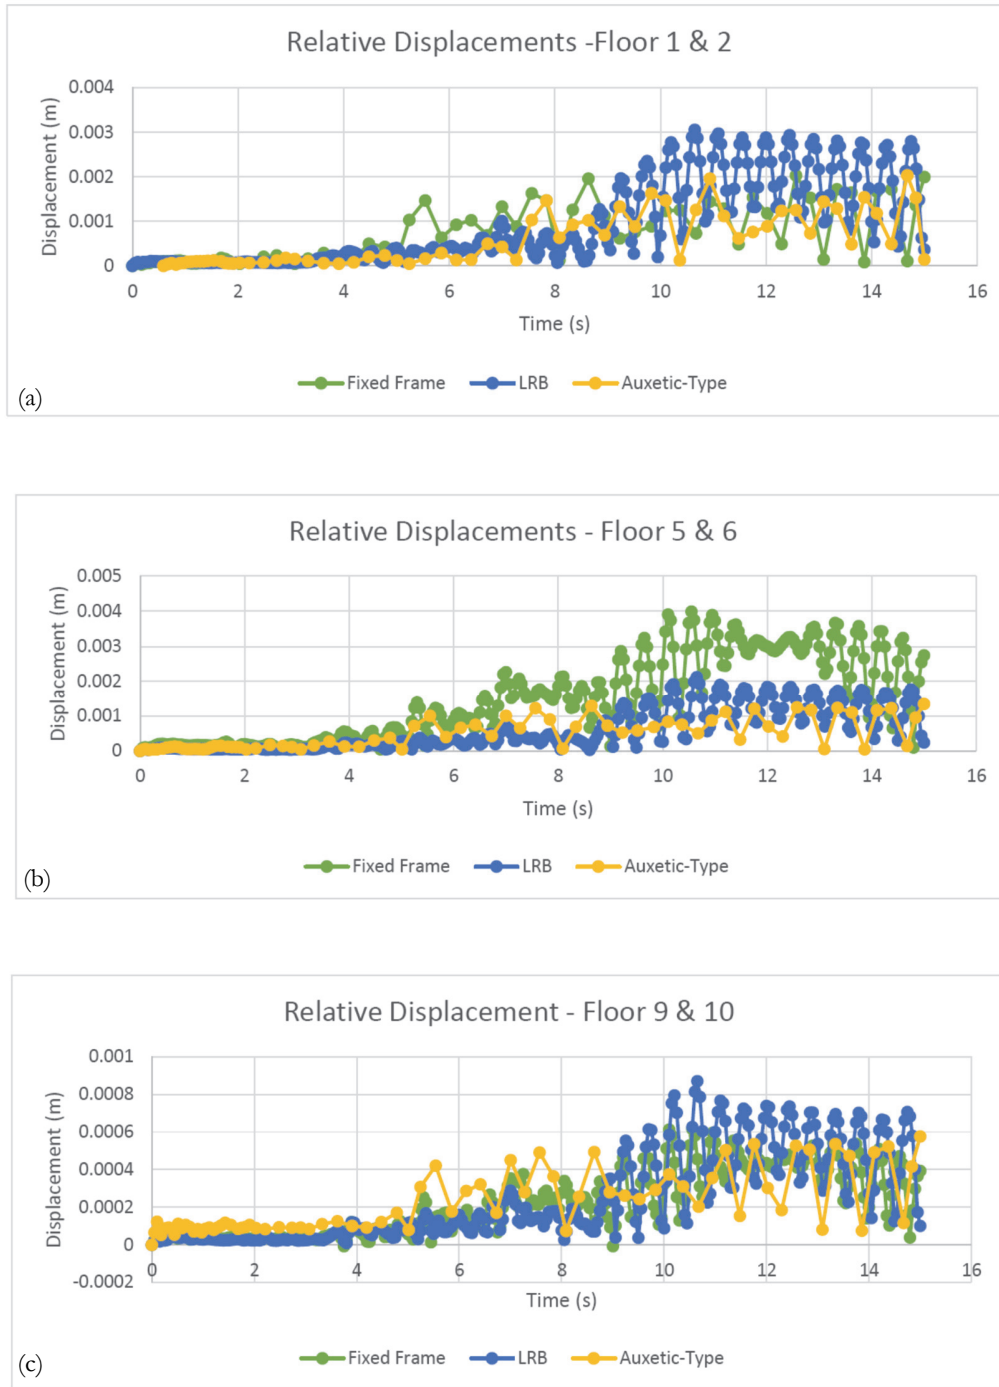 Relative Displacements -Floor 1 & 2
Displacement (m)
0.004
0.003
0.002
0.001
0
0 2 4 6 8 10 12 14 16
Time (s)
Fixed Frame LRB Auxetic-Type
(a)
Relative Displacements - Floor 5 & 6
Displacement (m)
0.005
0.004
0.003
0.002
0.001
0
0 2 4 6 8 10 12 14 16
Time (s)
Fixed Frame LRB Auxetic-Type
(b)
Relative Displacement - Floor 9 & 10
Displacement (m)
0.001
0.0008
0.0006
0.0004
0.0002
0
-0.0002
0 2 4 6 8 10 12 14 16
Time (s)
Fixed Frame LRB Auxetic-Type
(c)